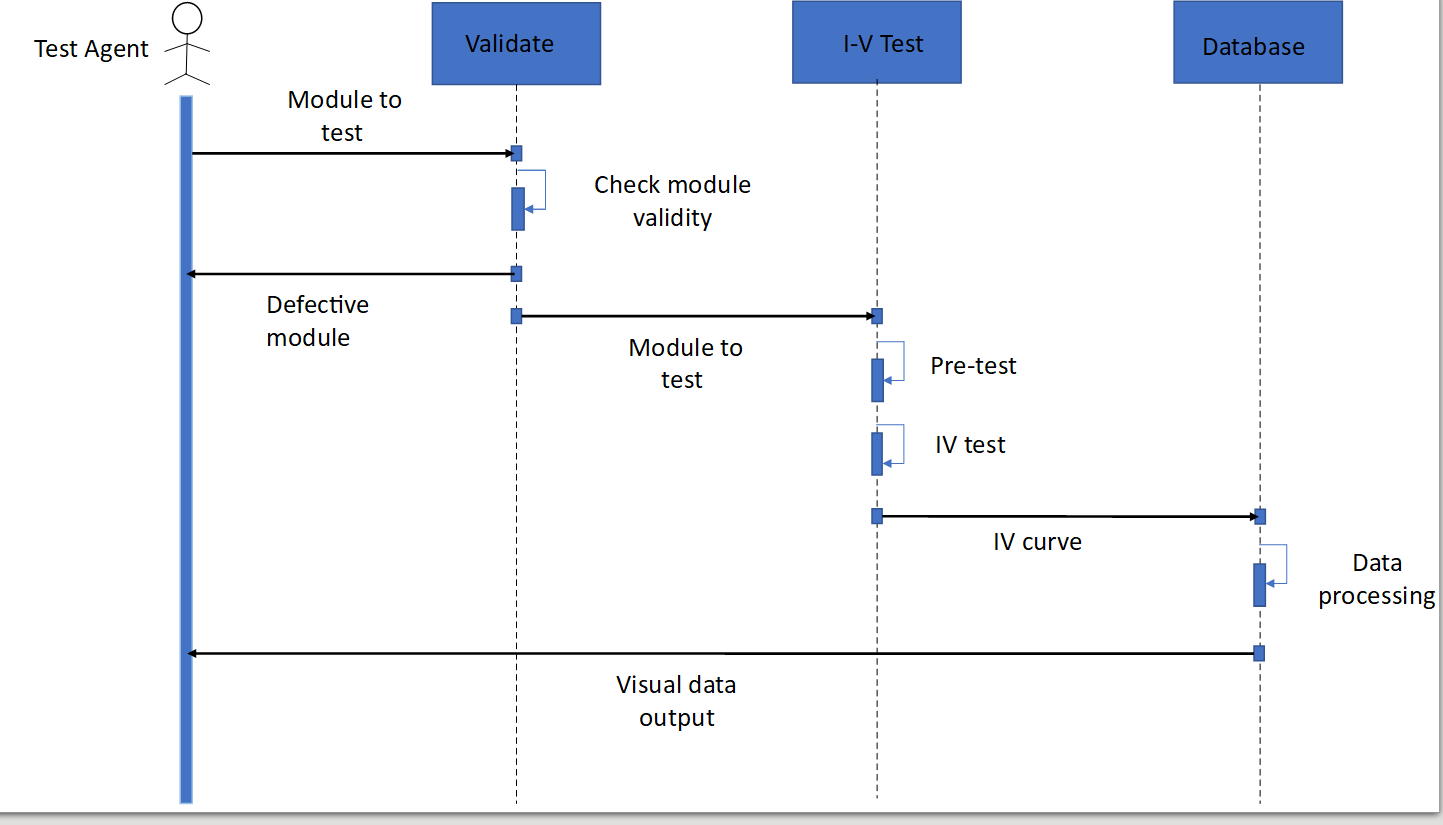 Test Agent
Validate
I-V Test
Database
Module to
test
Check module
validity
Defective
module
Module to
test
Pre-test
IV test
IV curve
Data
processing
Visual data
output